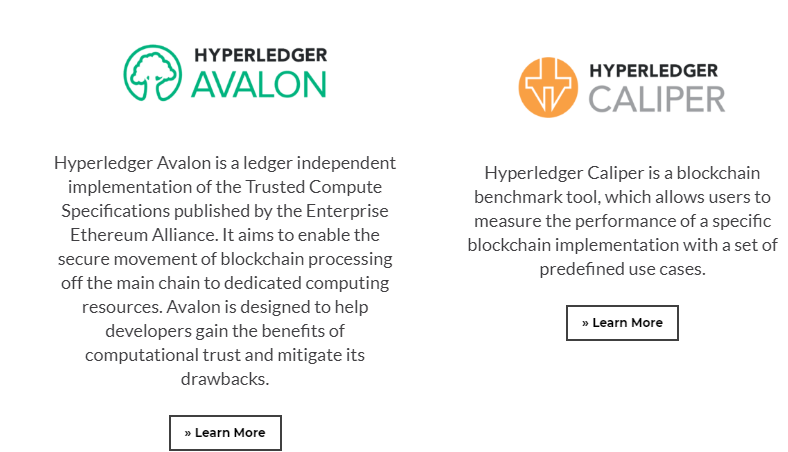 HYPERLEDGER
AVALON
Hyperledger Avalon is a ledger independent
implementation of the Trusted Compute
Specifications published by the Enterprise
Ethereum Alliance. It aims to enable the
secure movement of blockchain processing
off the main chain to dedicated computing
resources. Avalon is designed to help
developers gain the benefits of
computational trust and mitigate its
drawbacks.
» Learn More
HYPERLEDGER
CALIPER
Hyperledger Caliper is a blockchain
benchmark tool, which allows users to
measure the performance of a specific
blockchain implementation with a set of
predefined use cases.
» Learn More